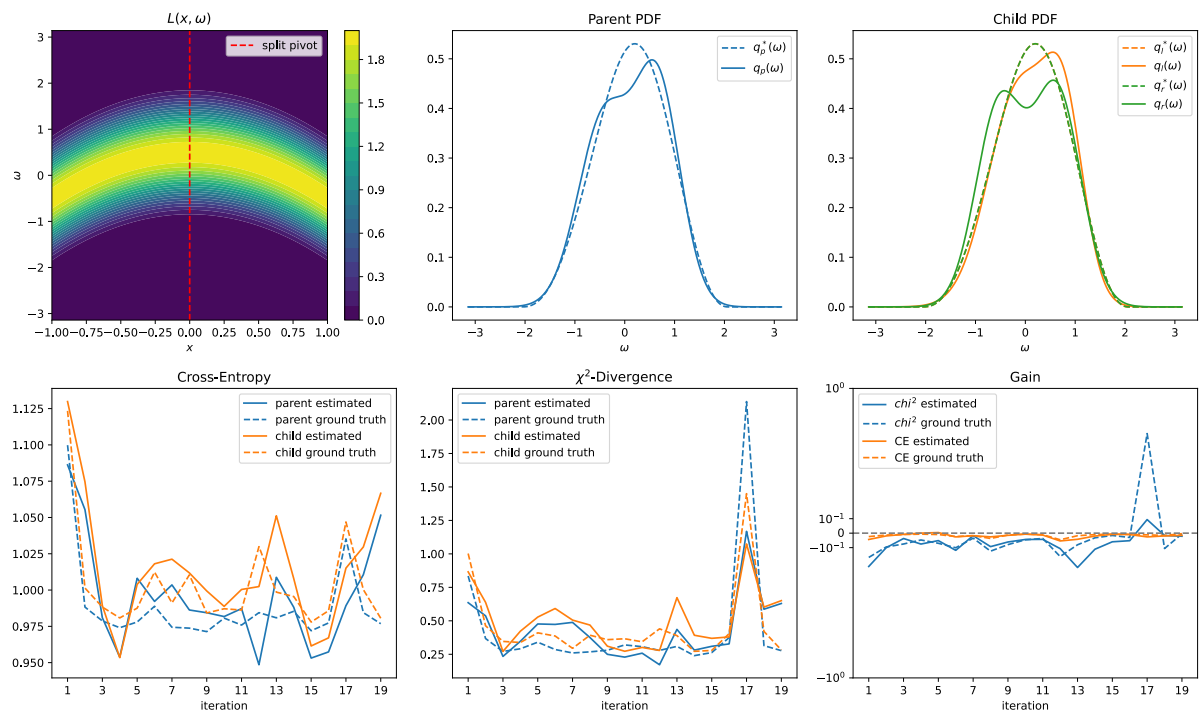 L(x, ω)
split pivot
ω
3
2
1
0
−1
−2
−3
−1.00 −0.75 −0.50 −0.25 0.00 0.25 0.50 0.75 1.00
x
1.8
1.5
1.2
0.9
0.6
0.3
0.0
Parent PDF
q_p^*(ω)
q_p(ω)
0.5
0.4
0.3
0.2
0.1
0.0
−3 −2 −1 0 1 2 3
ω
Child PDF
q_l^*(ω)
q_l(ω)
q_r^*(ω)
q_r(ω)
0.5
0.4
0.3
0.2
0.1
0.0
−3 −2 −1 0 1 2 3
ω
Cross-Entropy
parent estimated
parent ground truth
child estimated
child ground truth
1.125
1.100
1.075
1.050
1.025
1.000
0.975
0.950
1 3 5 7 9 11 13 15 17 19
iteration
χ²-Divergence
parent estimated
parent ground truth
child estimated
child ground truth
2.00
1.75
1.50
1.25
1.00
0.75
0.50
0.25
1 3 5 7 9 11 13 15 17 19
iteration
Gain
chi² estimated
chi² ground truth
CE estimated
CE ground truth
10⁰
10⁻¹
0
−10⁻¹
−10⁰
1 3 5 7 9 11 13 15 17 19
iteration